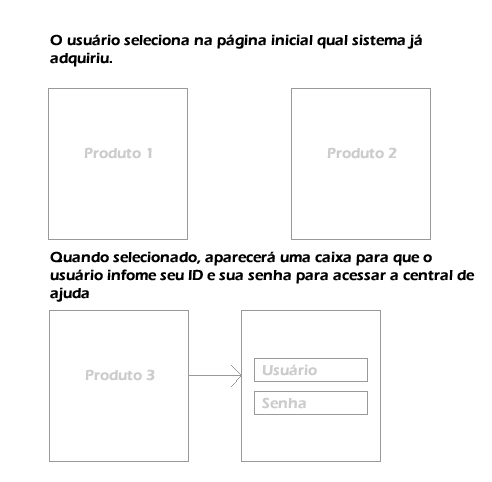 O usuário seleciona na página inicial qual sistema já
adquiriu.
Produto 1
Produto 2
Quando selecionado, aparecerá uma caixa para que o
usuário infome seu ID e sua senha para acessar a central de
ajuda
Produto 3
Usuário
Senha